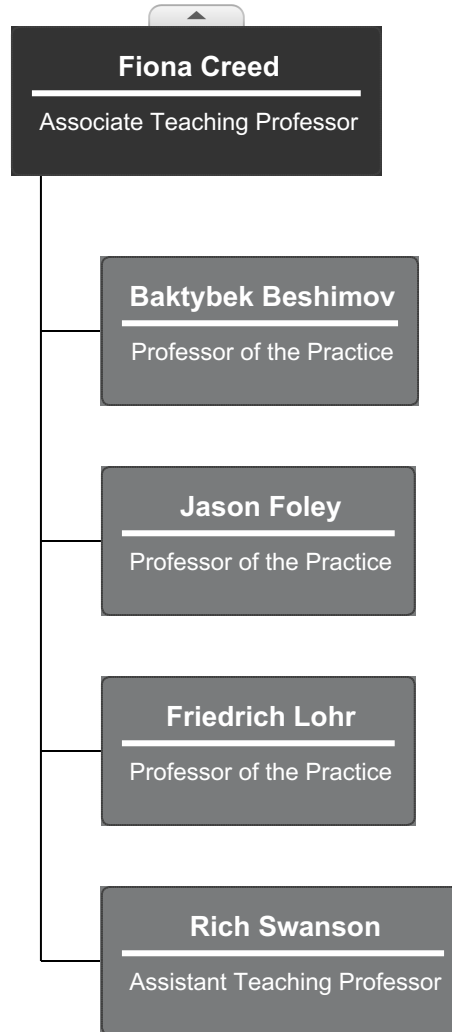 Fiona Creed
Associate Teaching Professor
Baktybek Beshimov
Professor of the Practice
Jason Foley
Professor of the Practice
Friedrich Lohr
Professor of the Practice
Rich Swanson
Assistant Teaching Professor